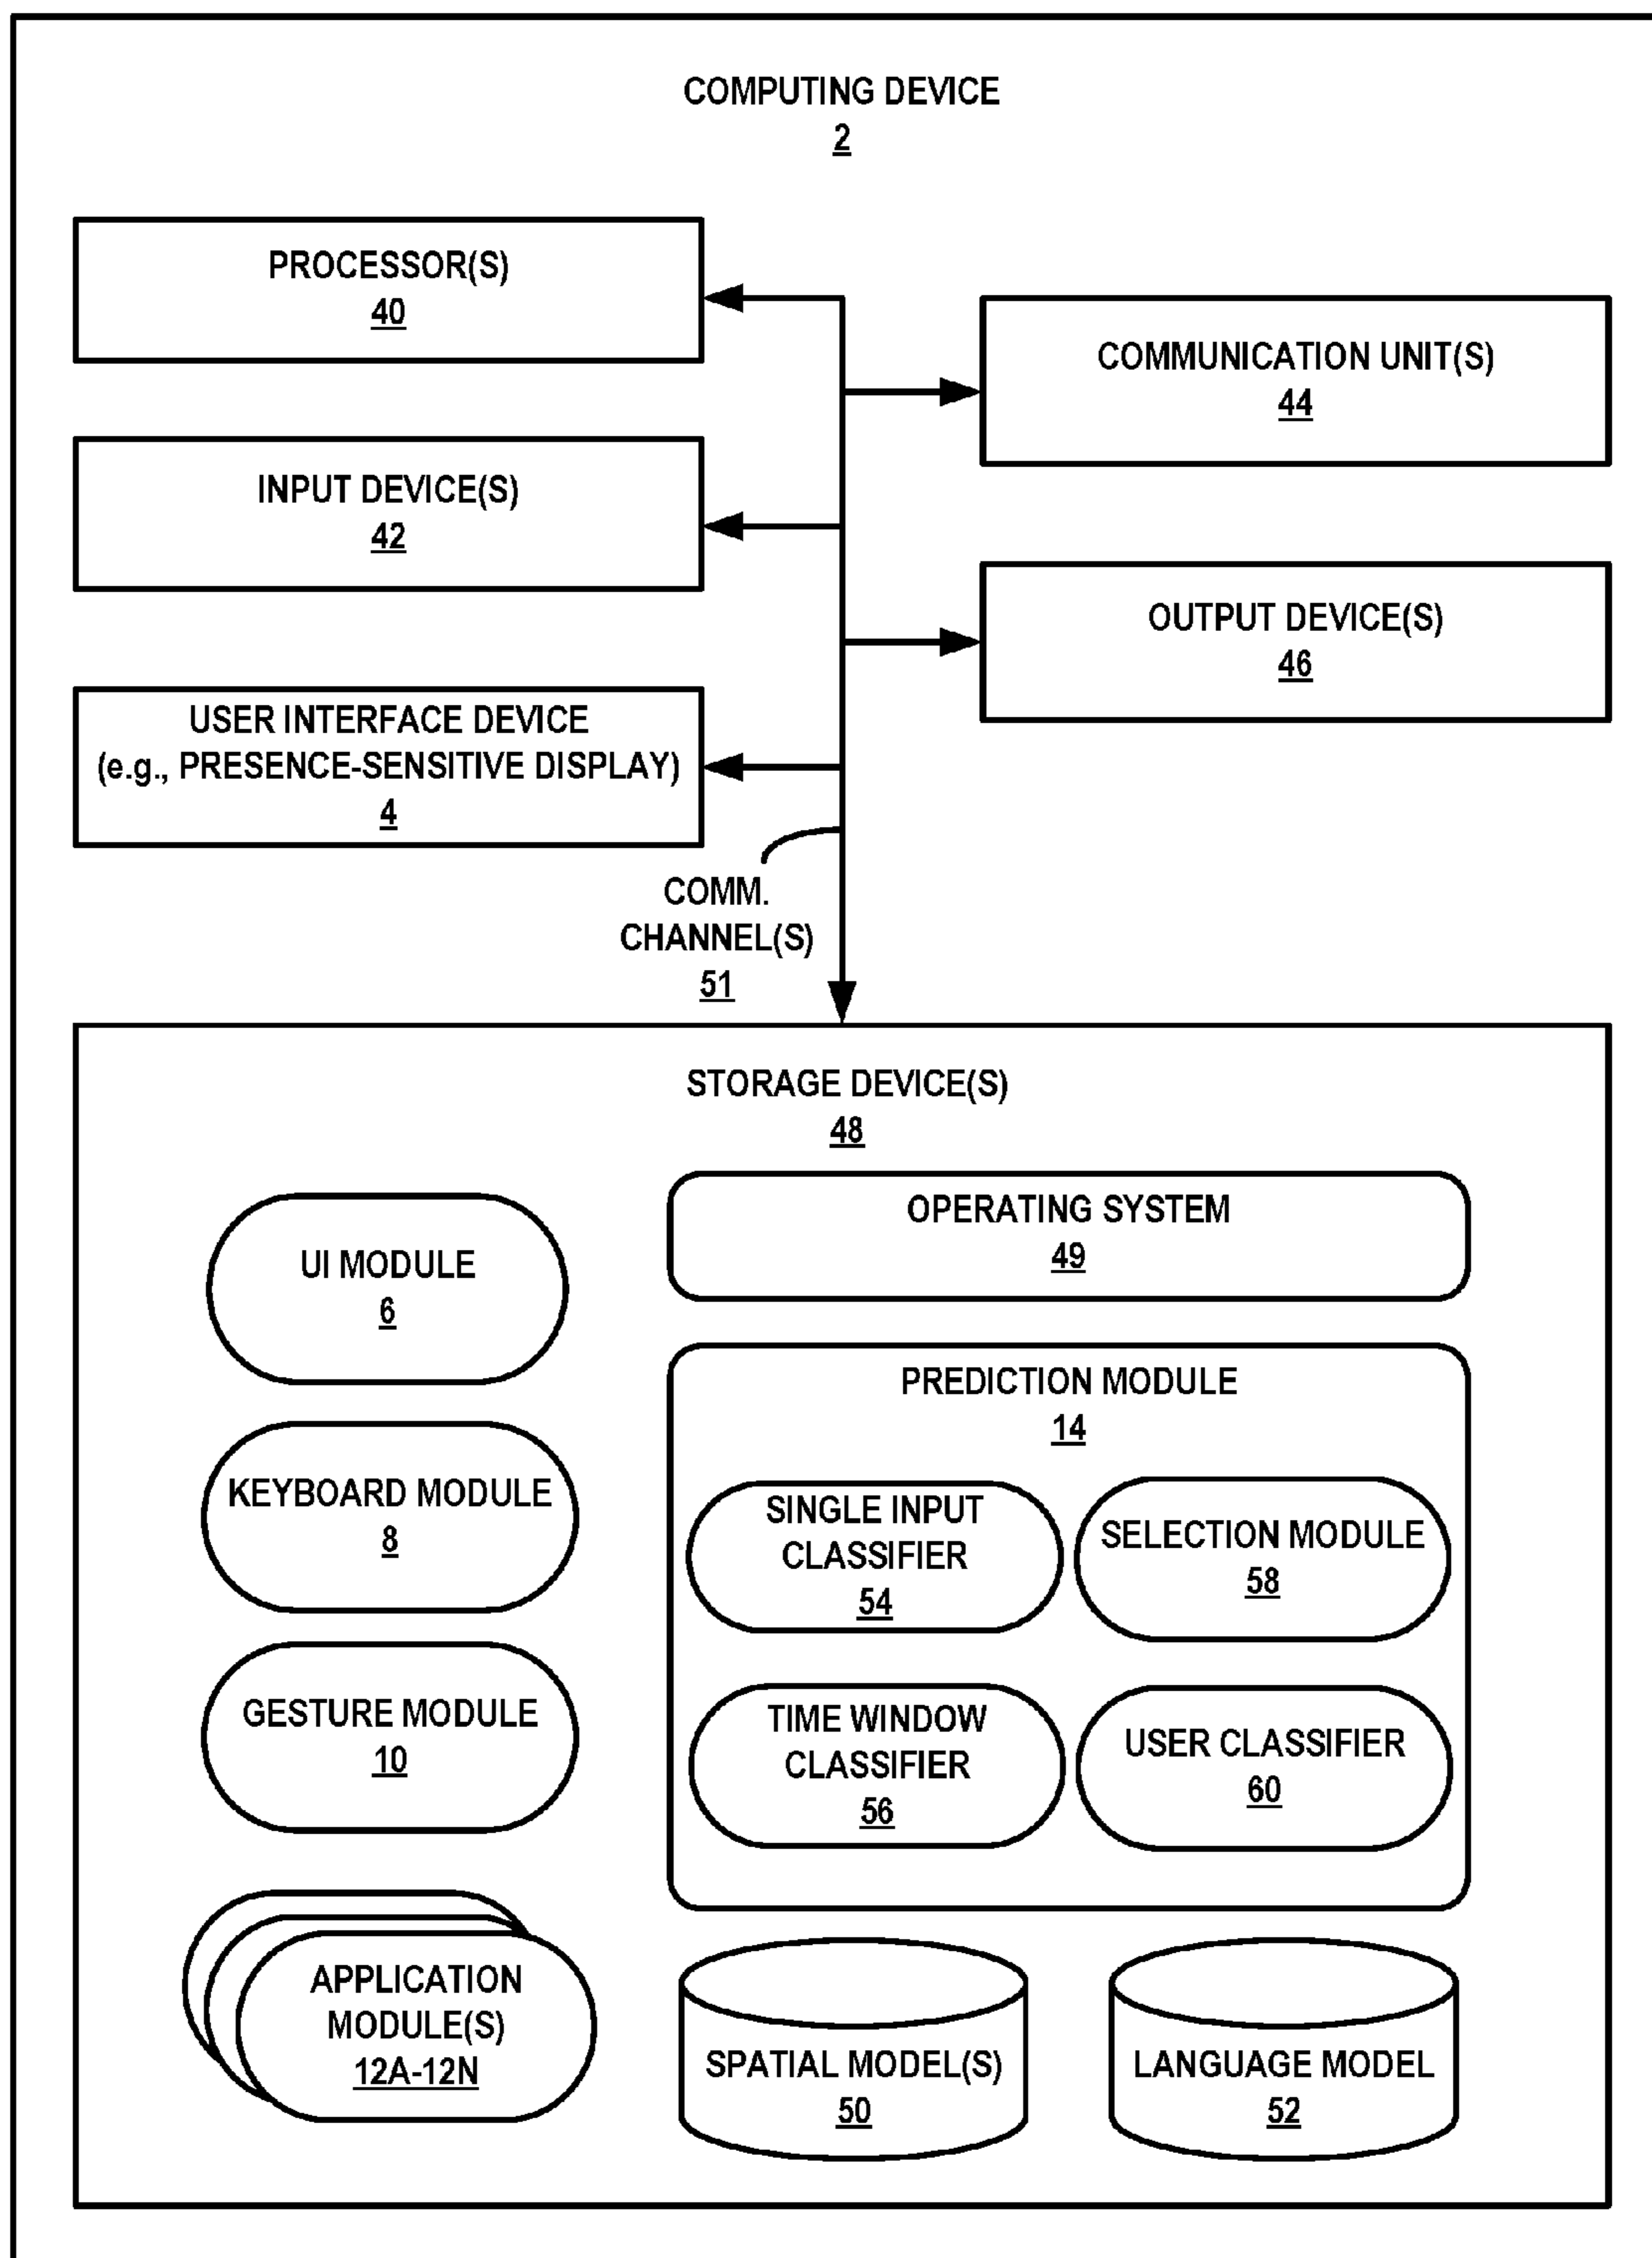 COMPUTING DEVICE
2
PROCESSOR(S)
40
COMMUNICATION UNIT(S)
44
INPUT DEVICE(S)
42
OUTPUT DEVICE(S)
46
USER INTERFACE DEVICE
(e.g., PRESENCE-SENSITIVE DISPLAY)
4
COMM.
CHANNEL(S)
51
STORAGE DEVICE(S)
48
UI MODULE
6
KEYBOARD MODULE
8
GESTURE MODULE
10
APPLICATION
MODULE(S)
12A-12N
OPERATING SYSTEM
49
PREDICTION MODULE
14
SINGLE INPUT
CLASSIFIER
54
SELECTION MODULE
58
TIME WINDOW
CLASSIFIER
56
USER CLASSIFIER
60
SPATIAL MODEL(S)
50
LANGUAGE MODEL
52